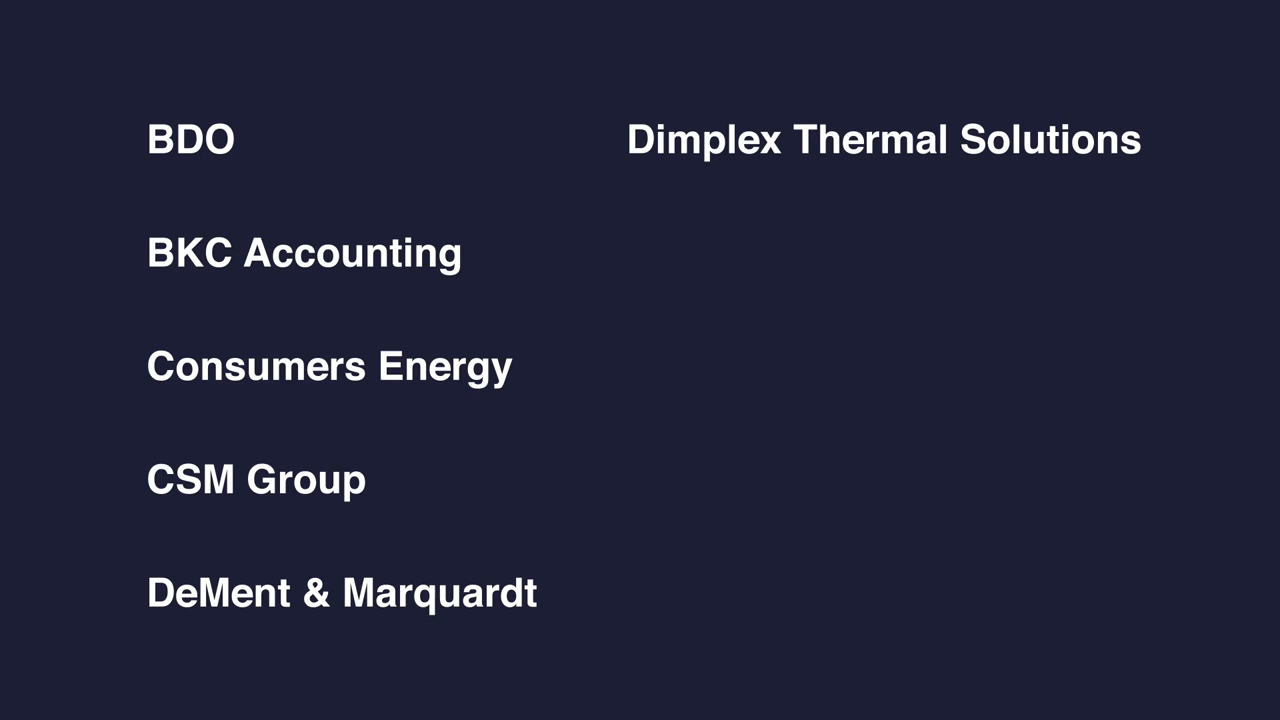 BDO
BKC Accounting
Consumers Energy
CSM Group
DeMent & Marquardt
Dimplex Thermal Solutions